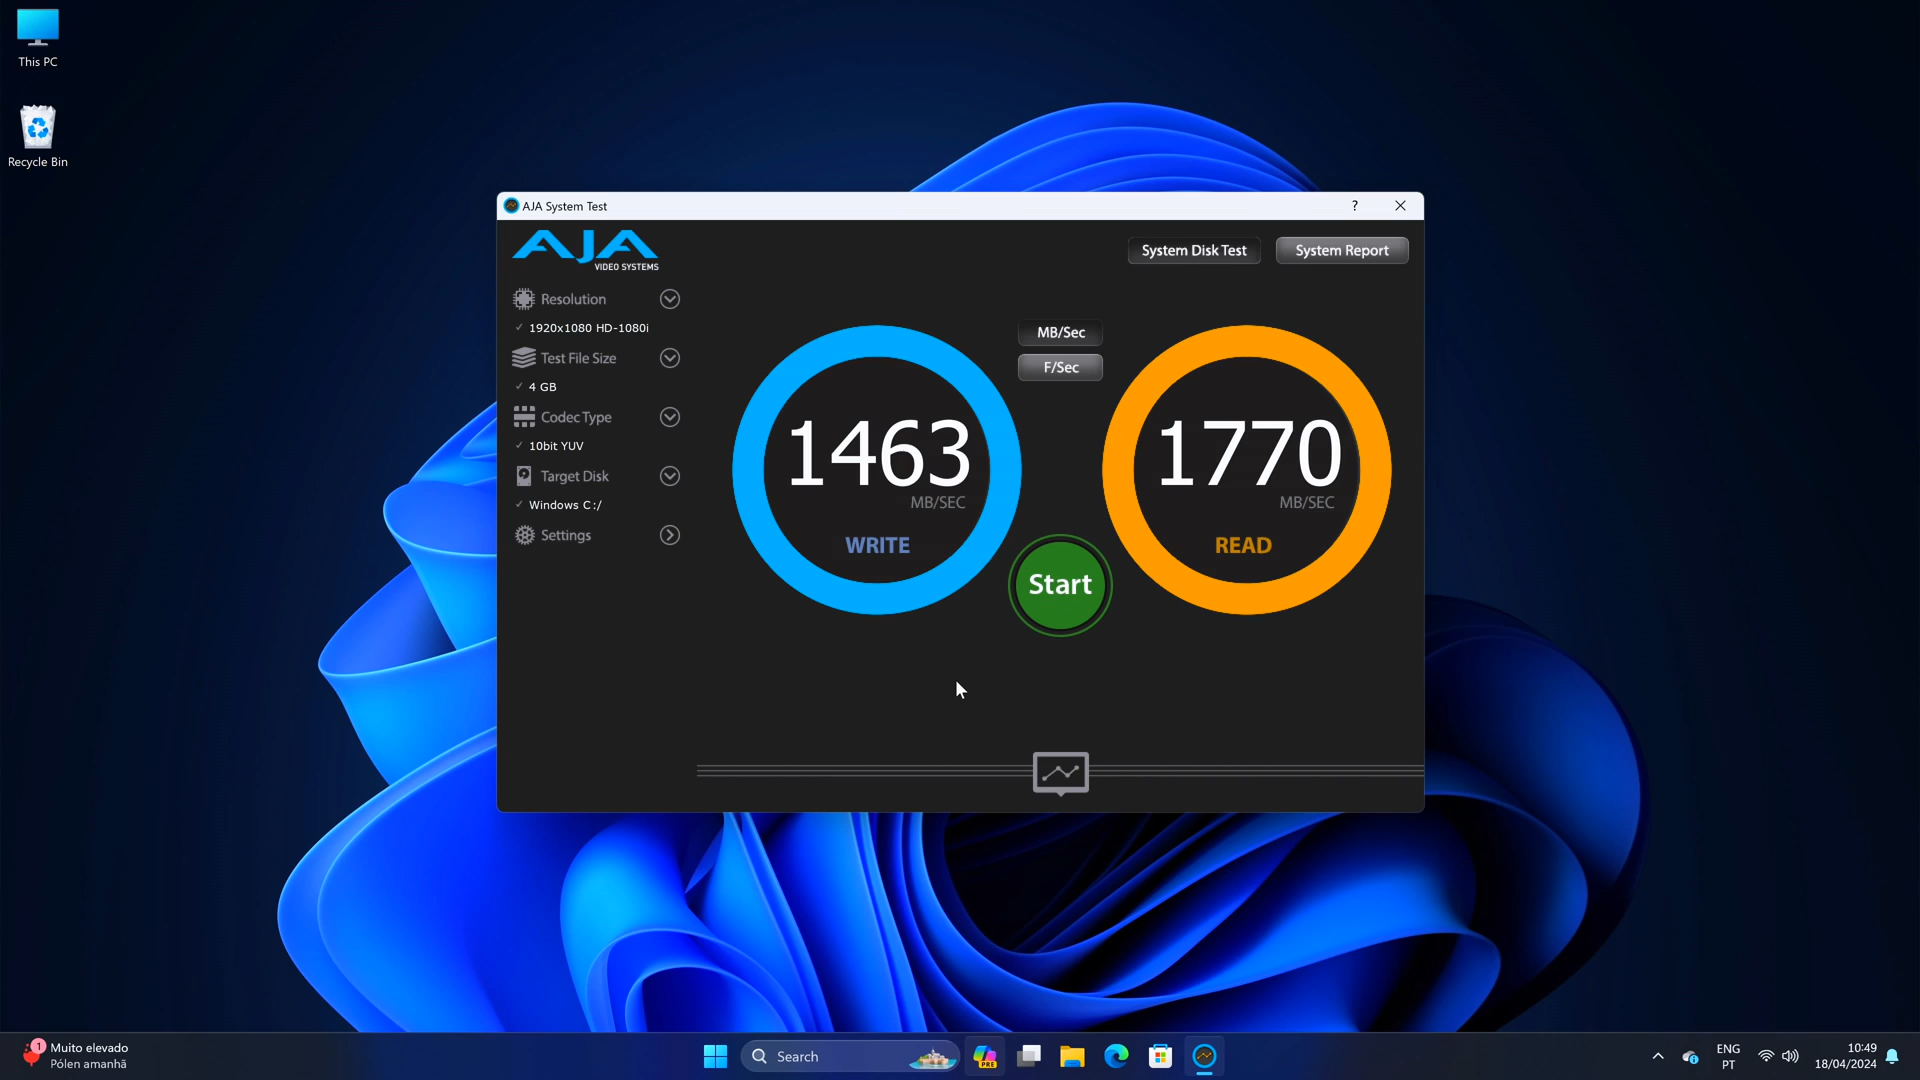 This PC
Recycle Bin
AJA System Test
?
AJA
VIDEO SYSTEMS
System Disk Test
System Report
Resolution
1920x1080 HD-1080i
Test File Size
4 GB
Codec Type
10bit YUV
Target Disk
Windows C:/
Settings
MB/Sec
F/Sec
1463
MB/SEC
WRITE
1770
MB/SEC
READ
Start
1
Muito elevado
Pólen amanhã
Search
PRE
ENG
PT
10:49
18/04/2024